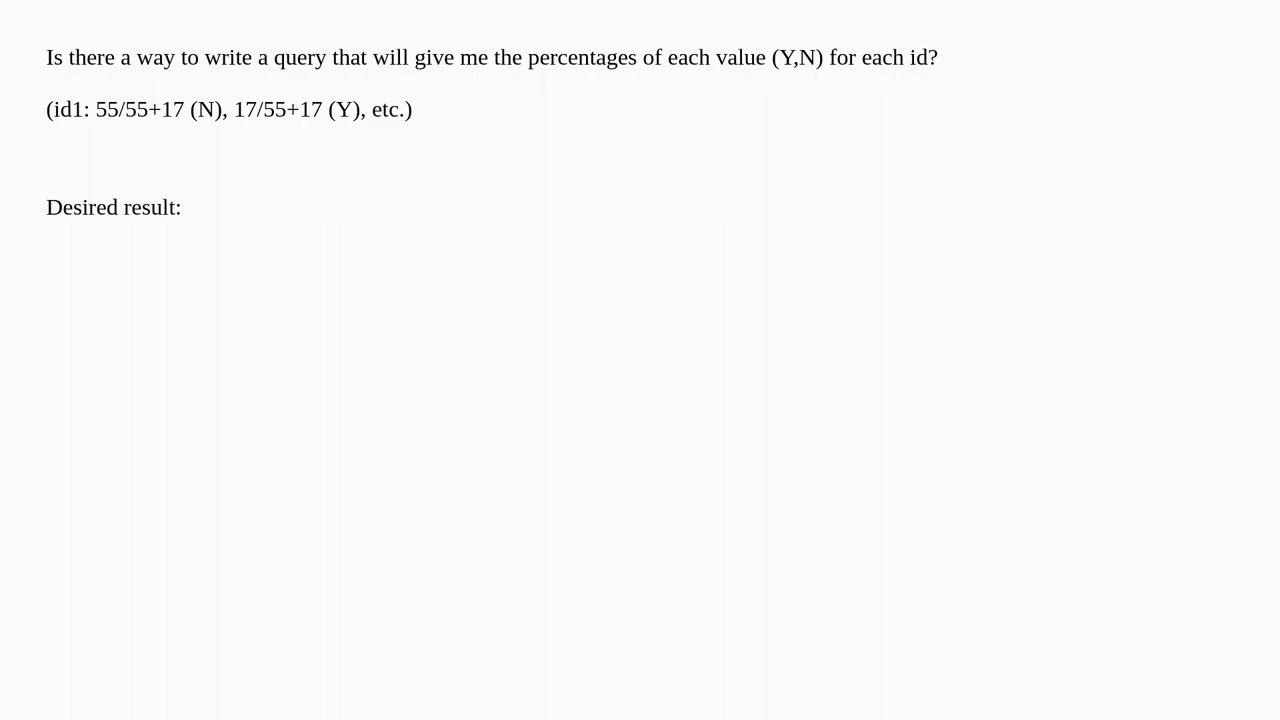 Is there a way to write a query that will give me the percentages of each value (Y,N) for each id?
(id1: 55/55+17 (N), 17/55+17 (Y), etc.)
Desired result: